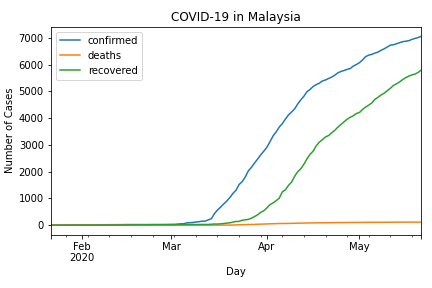 COVID-19 in Malaysia
confirmed
deaths
recovered
Number of Cases
7000
6000
5000
4000
3000
2000
1000
0
Feb
2020
Mar
Apr
May
Day